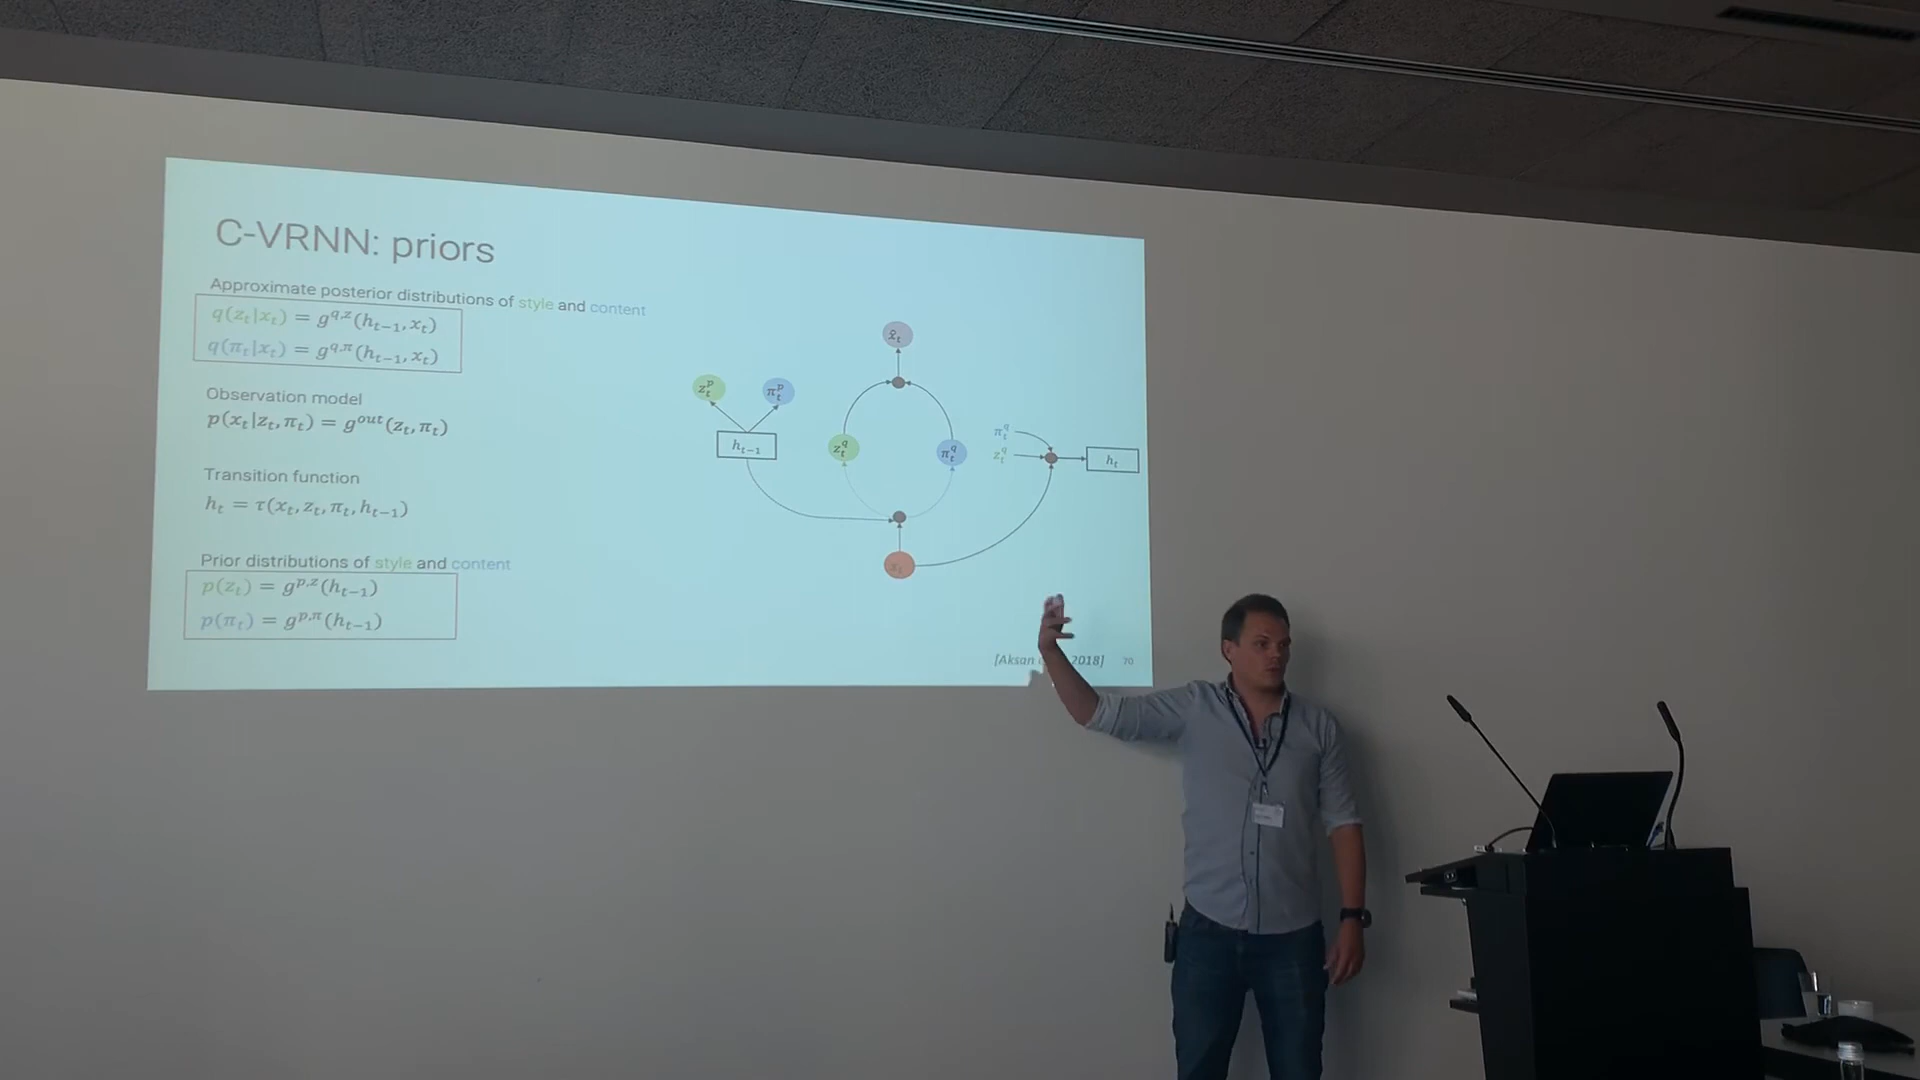 C-VRNN: priors
Approximate posterior distributions of style and content
q(z_t|x_t) = g^{q,z}(h_{t-1}, x_t)
q(π_t|x_t) = g^{q,π}(h_{t-1}, x_t)
Observation model
p(x_t|z_t, π_t) = g^{out}(z_t, π_t)
Transition function
h_t = τ(x_t, z_t, π_t, h_{t-1})
Prior distributions of style and content
p(z_t) = g^{p,z}(h_{t-1})
p(π_t) = g^{p,π}(h_{t-1})
x̂_t
z_t^p π_t^p
h_{t-1}
z_t^q π_t^q
π_t^q
z_t^q
h_t
x_t
[Aksan 2018] 70